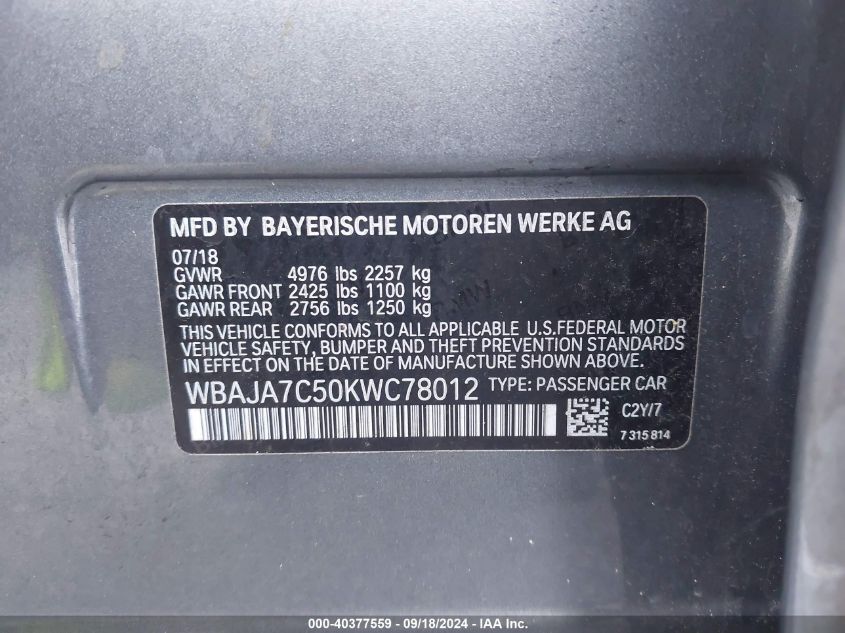 MFD BY BAYERISCHE MOTOREN WERKE AG
07/18
GVWR 4976 lbs 2257 kg
GAWR FRONT 2425 lbs 1100 kg
GAWR REAR 2756 lbs 1250 kg
THIS VEHICLE CONFORMS TO ALL APPLICABLE U.S.FEDERAL MOTOR
VEHICLE SAFETY, BUMPER AND THEFT PREVENTION STANDARDS
IN EFFECT ON THE DATE OF MANUFACTURE SHOWN ABOVE.
WBAJA7C50KWC78012 TYPE: PASSENGER CAR
C2Y/7
7 315 814
000-40377559 - 09/18/2024 - IAA Inc.